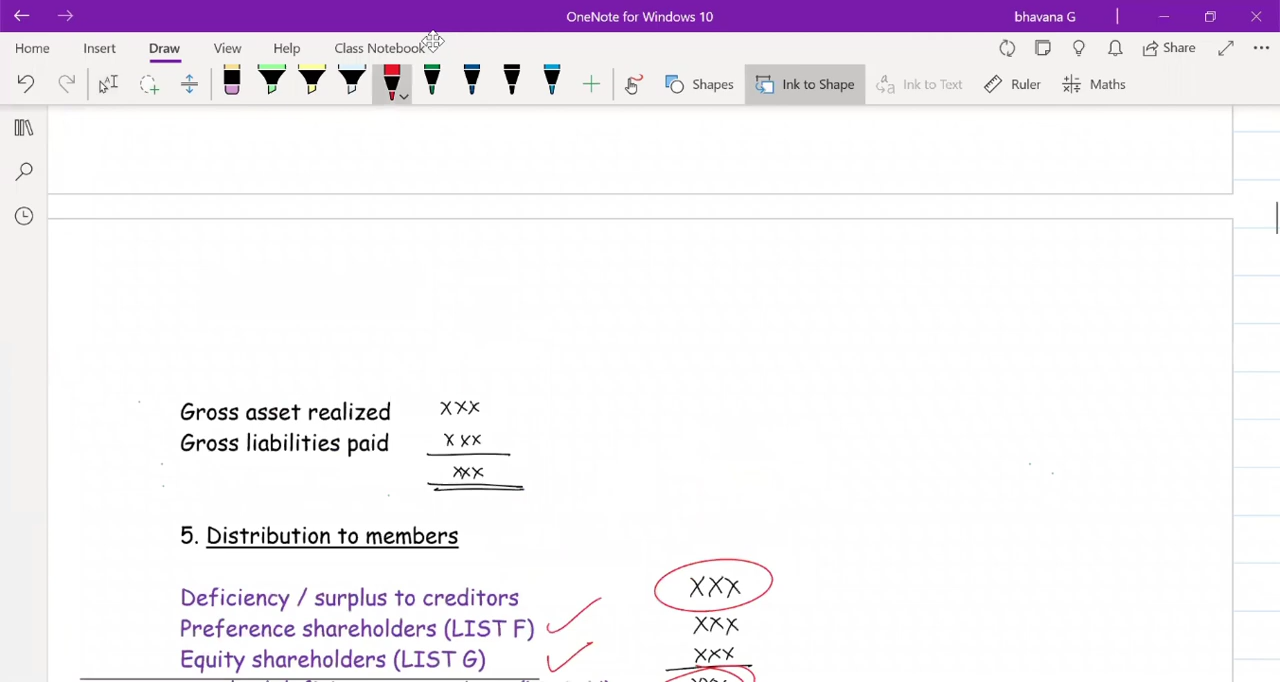 OneNote for Windows 10
bhavana G
Home Insert Draw View Help Class Notebook
Share
Shapes Ink to Shape Ink to Text Ruler Maths
Gross asset realized XXX
Gross liabilities paid XXX
XXX
5. Distribution to members
Deficiency / surplus to creditors XXX
Preference shareholders (LIST F) XXX
Equity shareholders (LIST G) XXX